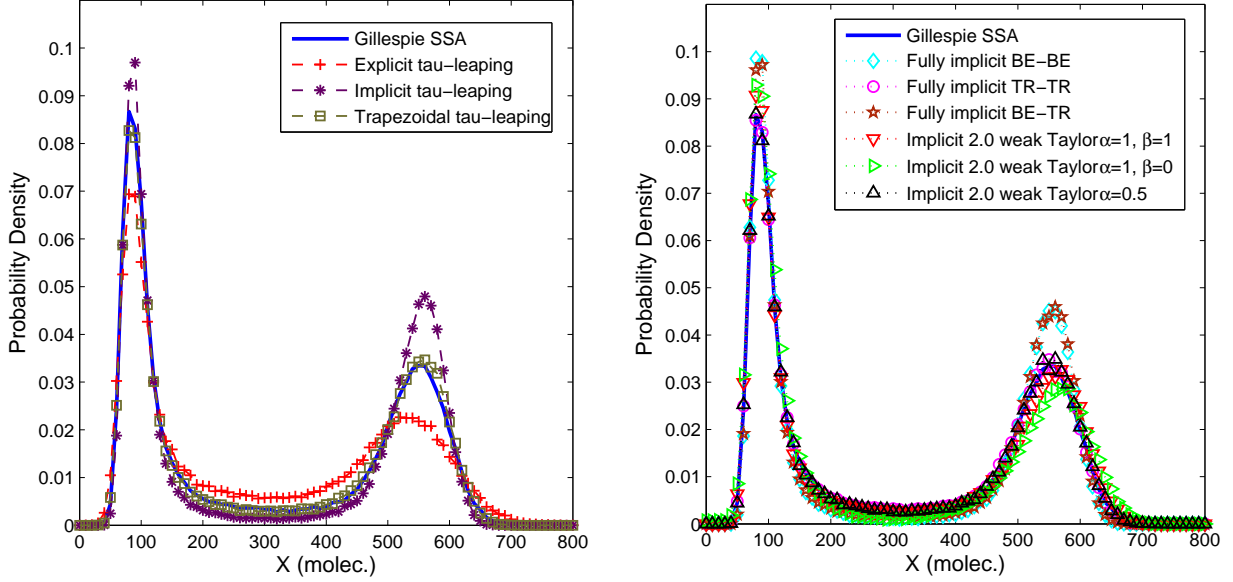 Gillespie SSA
Explicit tau−leaping
Implicit tau−leaping
Trapezoidal tau−leaping
0.1
0.09
0.08
0.07
0.06
0.05
0.04
0.03
0.02
0.01
0
Probability Density
0 100 200 300 400 500 600 700 800
X (molec.)
Gillespie SSA
Fully implicit BE−BE
Fully implicit TR−TR
Fully implicit BE−TR
Implicit 2.0 weak Taylorα=1, β=1
Implicit 2.0 weak Taylorα=1, β=0
Implicit 2.0 weak Taylorα=0.5
0.1
0.09
0.08
0.07
0.06
0.05
0.04
0.03
0.02
0.01
0
Probability Density
0 100 200 300 400 500 600 700 800
X (molec.)